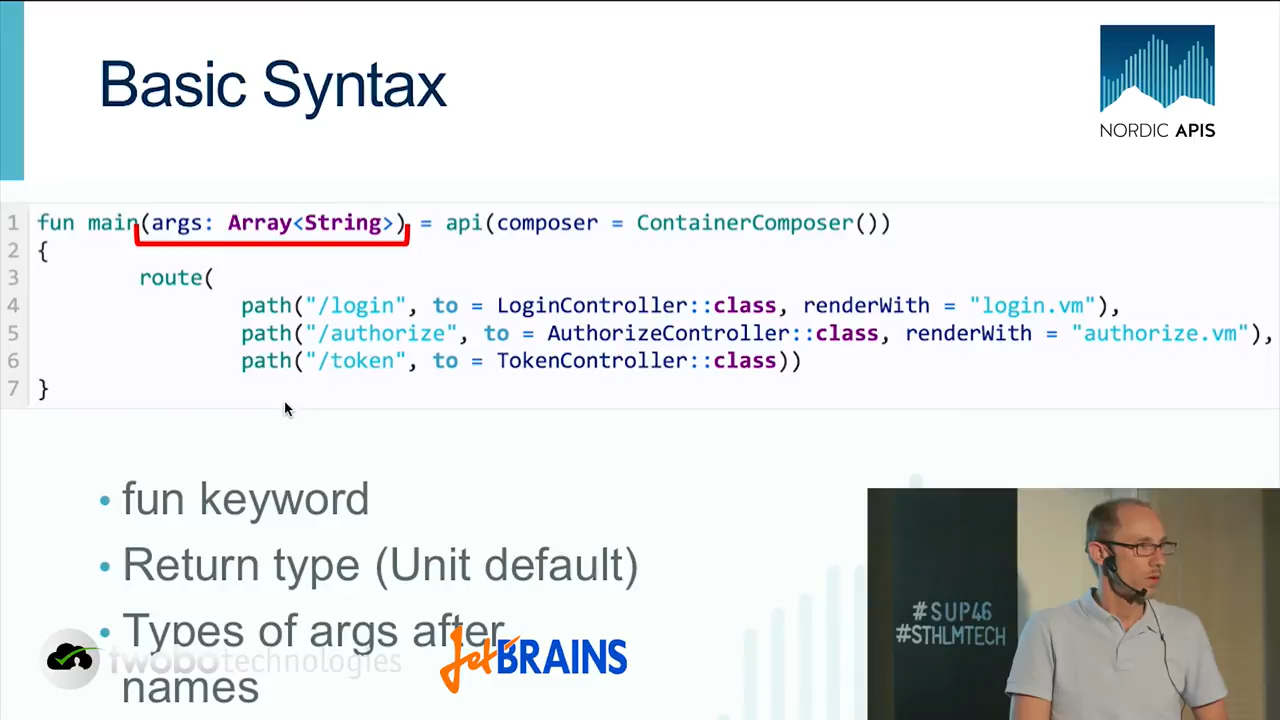 Basic Syntax
NORDIC APIS
1 fun main(args: Array<String>) = api(composer = ContainerComposer())
2 {
3 route(
4 path("/login", to = LoginController::class, renderWith = "login.vm"),
5 path("/authorize", to = AuthorizeController::class, renderWith = "authorize.vm"),
6 path("/token", to = TokenController::class))
7 }
• fun keyword
• Return type (Unit default)
• Types of args after
names
twobotechnologies
jetBRAINS
#SUP46
#STHLMTECH